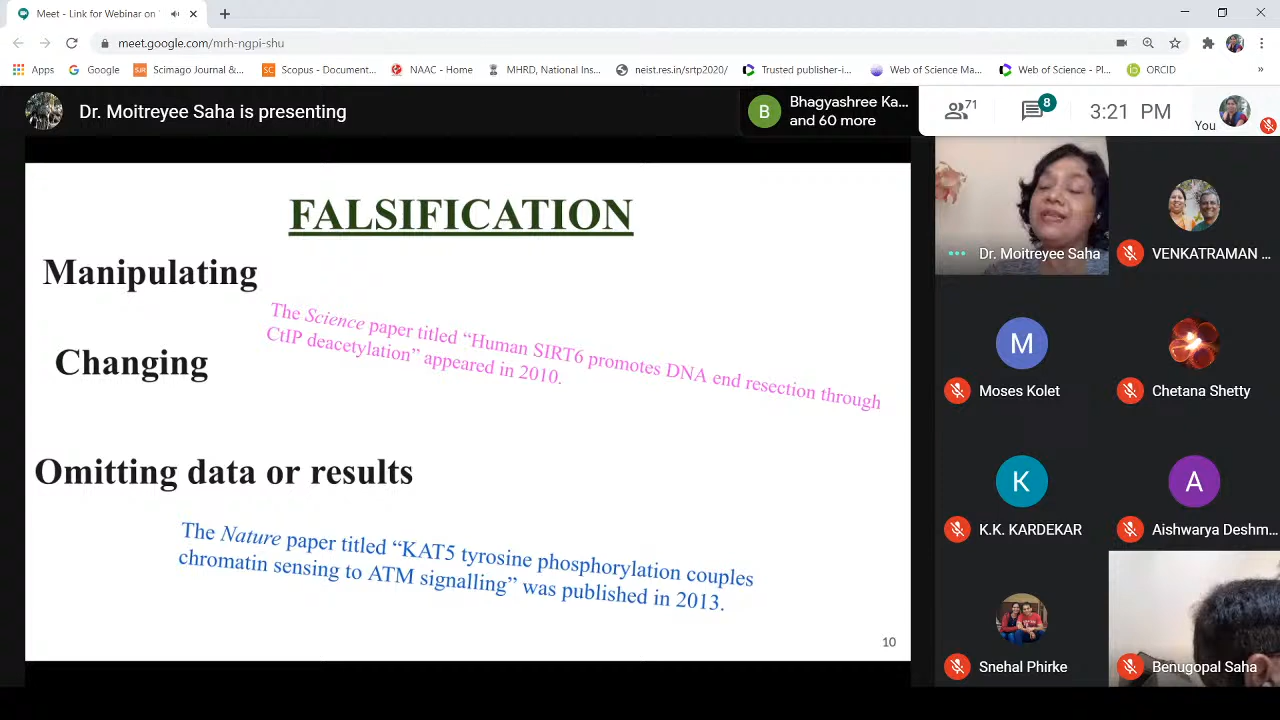 Meet - Link for Webinar on
meet.google.com/mrh-ngpi-shu
Apps Google Scimago Journal &... Scopus - Document... NAAC - Home MHRD, National Ins... neist.res.in/srtp2020/ Trusted publisher-i... Web of Science Ma... Web of Science - Pl... ORCID »
Dr. Moitreyee Saha is presenting
B
Bhagyashree Ka...
and 60 more
71
8
3:21 PM
You
FALSIFICATION
Manipulating
The Science paper titled “Human SIRT6 promotes DNA end resection through
CtIP deacetylation” appeared in 2010.
Changing
Omitting data or results
The Nature paper titled “KAT5 tyrosine phosphorylation couples
chromatin sensing to ATM signalling” was published in 2013.
10
Dr. Moitreyee Saha
VENKATRAMAN ...
M
Moses Kolet
Chetana Shetty
K
K.K. KARDEKAR
A
Aishwarya Deshm...
Snehal Phirke
Benugopal Saha